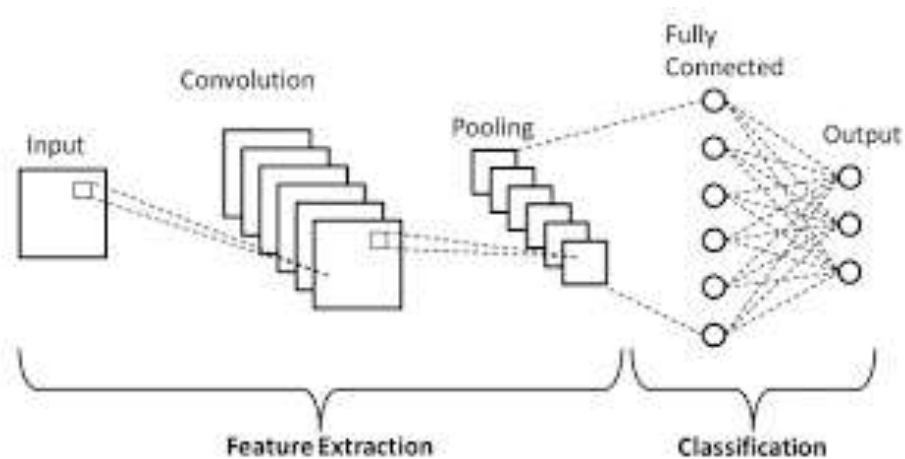 Input
Convolution
Pooling
Fully
Connected
Output
Feature Extraction
Classification